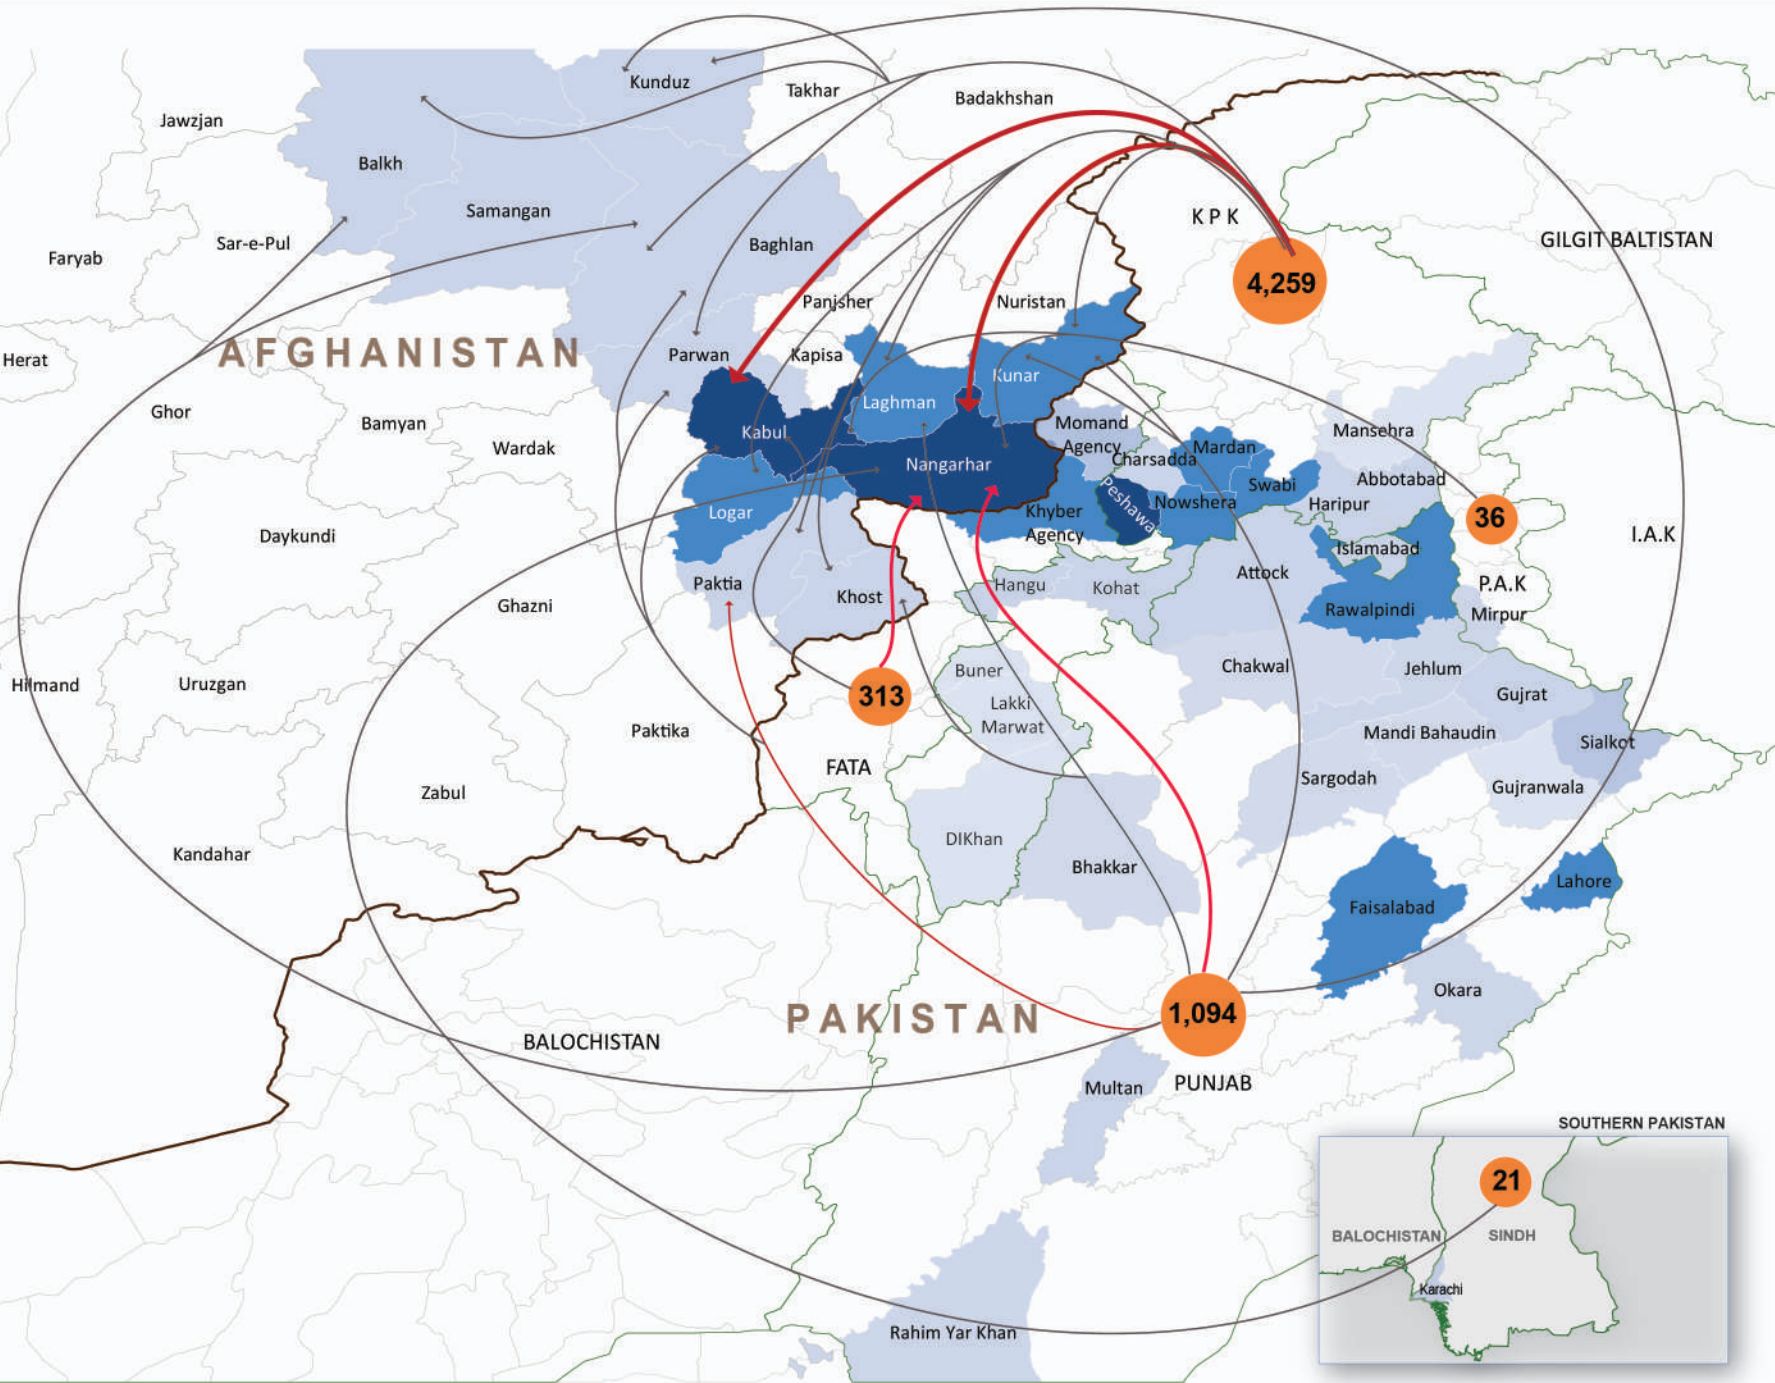 Kunduz
Takhar
Badakhshan
Jawzjan
Balkh
Samangan
KPK
Sar-e-Pul
Baghlan
GILGIT BALTISTAN
Faryab
4,259
Panjsher
Nuristan
AFGHANISTAN
Herat
Parwan
Kapisa
Kunar
Laghman
Ghor
Bamyan
Wardak
Kabul
Momand
Agency
Mansehra
Mardan
Charsadda
Nangarhar
Abbotabad
Swabi
Peshawa
Nowshera
Haripur
Logar
Khyber
Agency
36
I.A.K
Daykundi
Islamabad
Attock
Paktia
Khost
Hangu
Kohat
P.A.K
Mirpur
Rawalpindi
Ghazni
Hilmand
Uruzgan
Buner
Chakwal
Jehlum
313
Gujrat
Lakki
Marwat
Paktika
Mandi Bahaudin
Sialkot
FATA
Sargodah
Gujranwala
Zabul
DIKhan
Kandahar
Bhakkar
Lahore
Faisalabad
Okara
PAKISTAN
1,094
BALOCHISTAN
Multan
PUNJAB
SOUTHERN PAKISTAN
21
BALOCHISTAN
SINDH
Karachi
Rahim Yar Khan